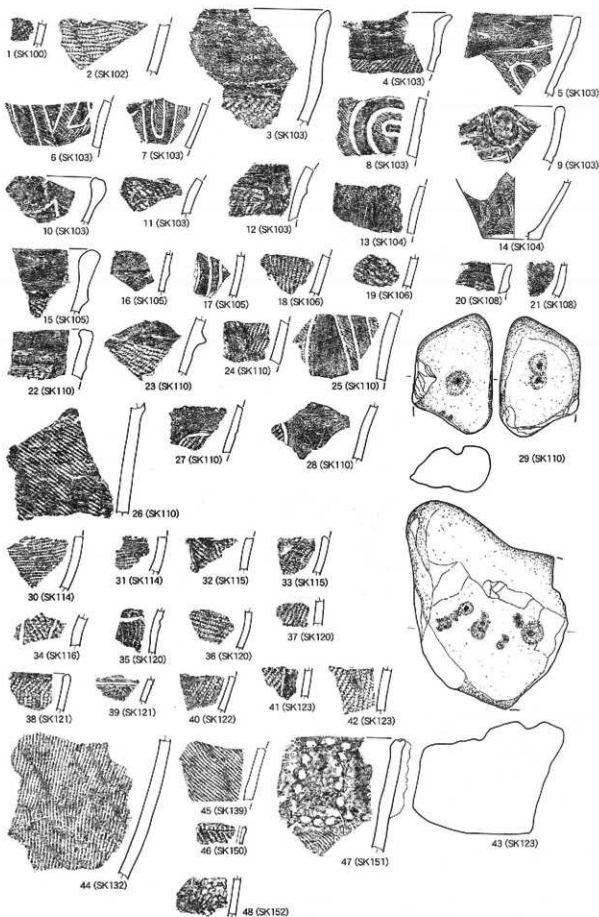 1 (SK100)
2 (SK102)
3 (SK103)
4 (SK103)
5 (SK103)
6 (SK103)
7 (SK103)
8 (SK103)
9 (SK103)
10 (SK103)
11 (SK103)
12 (SK103)
13 (SK104)
14 (SK104)
15 (SK105)
16 (SK105)
17 (SK105)
18 (SK106)
19 (SK106)
20 (SK108)
21 (SK108)
22 (SK110)
23 (SK110)
24 (SK110)
25 (SK110)
26 (SK110)
27 (SK110)
28 (SK110)
29 (SK110)
30 (SK114)
31 (SK114)
32 (SK115)
33 (SK115)
34 (SK116)
35 (SK120)
36 (SK120)
37 (SK120)
38 (SK121)
39 (SK121)
40 (SK122)
41 (SK123)
42 (SK123)
43 (SK123)
44 (SK132)
45 (SK139)
46 (SK150)
47 (SK151)
48 (SK152)